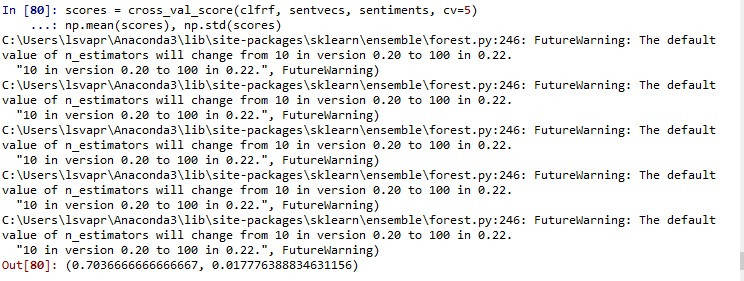 In [80]: scores = cross_val_score(clfrf, sentvecs, sentiments, cv=5)
...: np.mean(scores), np.std(scores)
C:\Users\lsvapr\Anaconda3\lib\site-packages\sklearn\ensemble\forest.py:246: FutureWarning: The default
value of n_estimators will change from 10 in version 0.20 to 100 in 0.22.
"10 in version 0.20 to 100 in 0.22.", FutureWarning)
C:\Users\lsvapr\Anaconda3\lib\site-packages\sklearn\ensemble\forest.py:246: FutureWarning: The default
value of n_estimators will change from 10 in version 0.20 to 100 in 0.22.
"10 in version 0.20 to 100 in 0.22.", FutureWarning)
C:\Users\lsvapr\Anaconda3\lib\site-packages\sklearn\ensemble\forest.py:246: FutureWarning: The default
value of n_estimators will change from 10 in version 0.20 to 100 in 0.22.
"10 in version 0.20 to 100 in 0.22.", FutureWarning)
C:\Users\lsvapr\Anaconda3\lib\site-packages\sklearn\ensemble\forest.py:246: FutureWarning: The default
value of n_estimators will change from 10 in version 0.20 to 100 in 0.22.
"10 in version 0.20 to 100 in 0.22.", FutureWarning)
C:\Users\lsvapr\Anaconda3\lib\site-packages\sklearn\ensemble\forest.py:246: FutureWarning: The default
value of n_estimators will change from 10 in version 0.20 to 100 in 0.22.
"10 in version 0.20 to 100 in 0.22.", FutureWarning)
Out[80]: (0.7036666666666667, 0.017776388834631156)